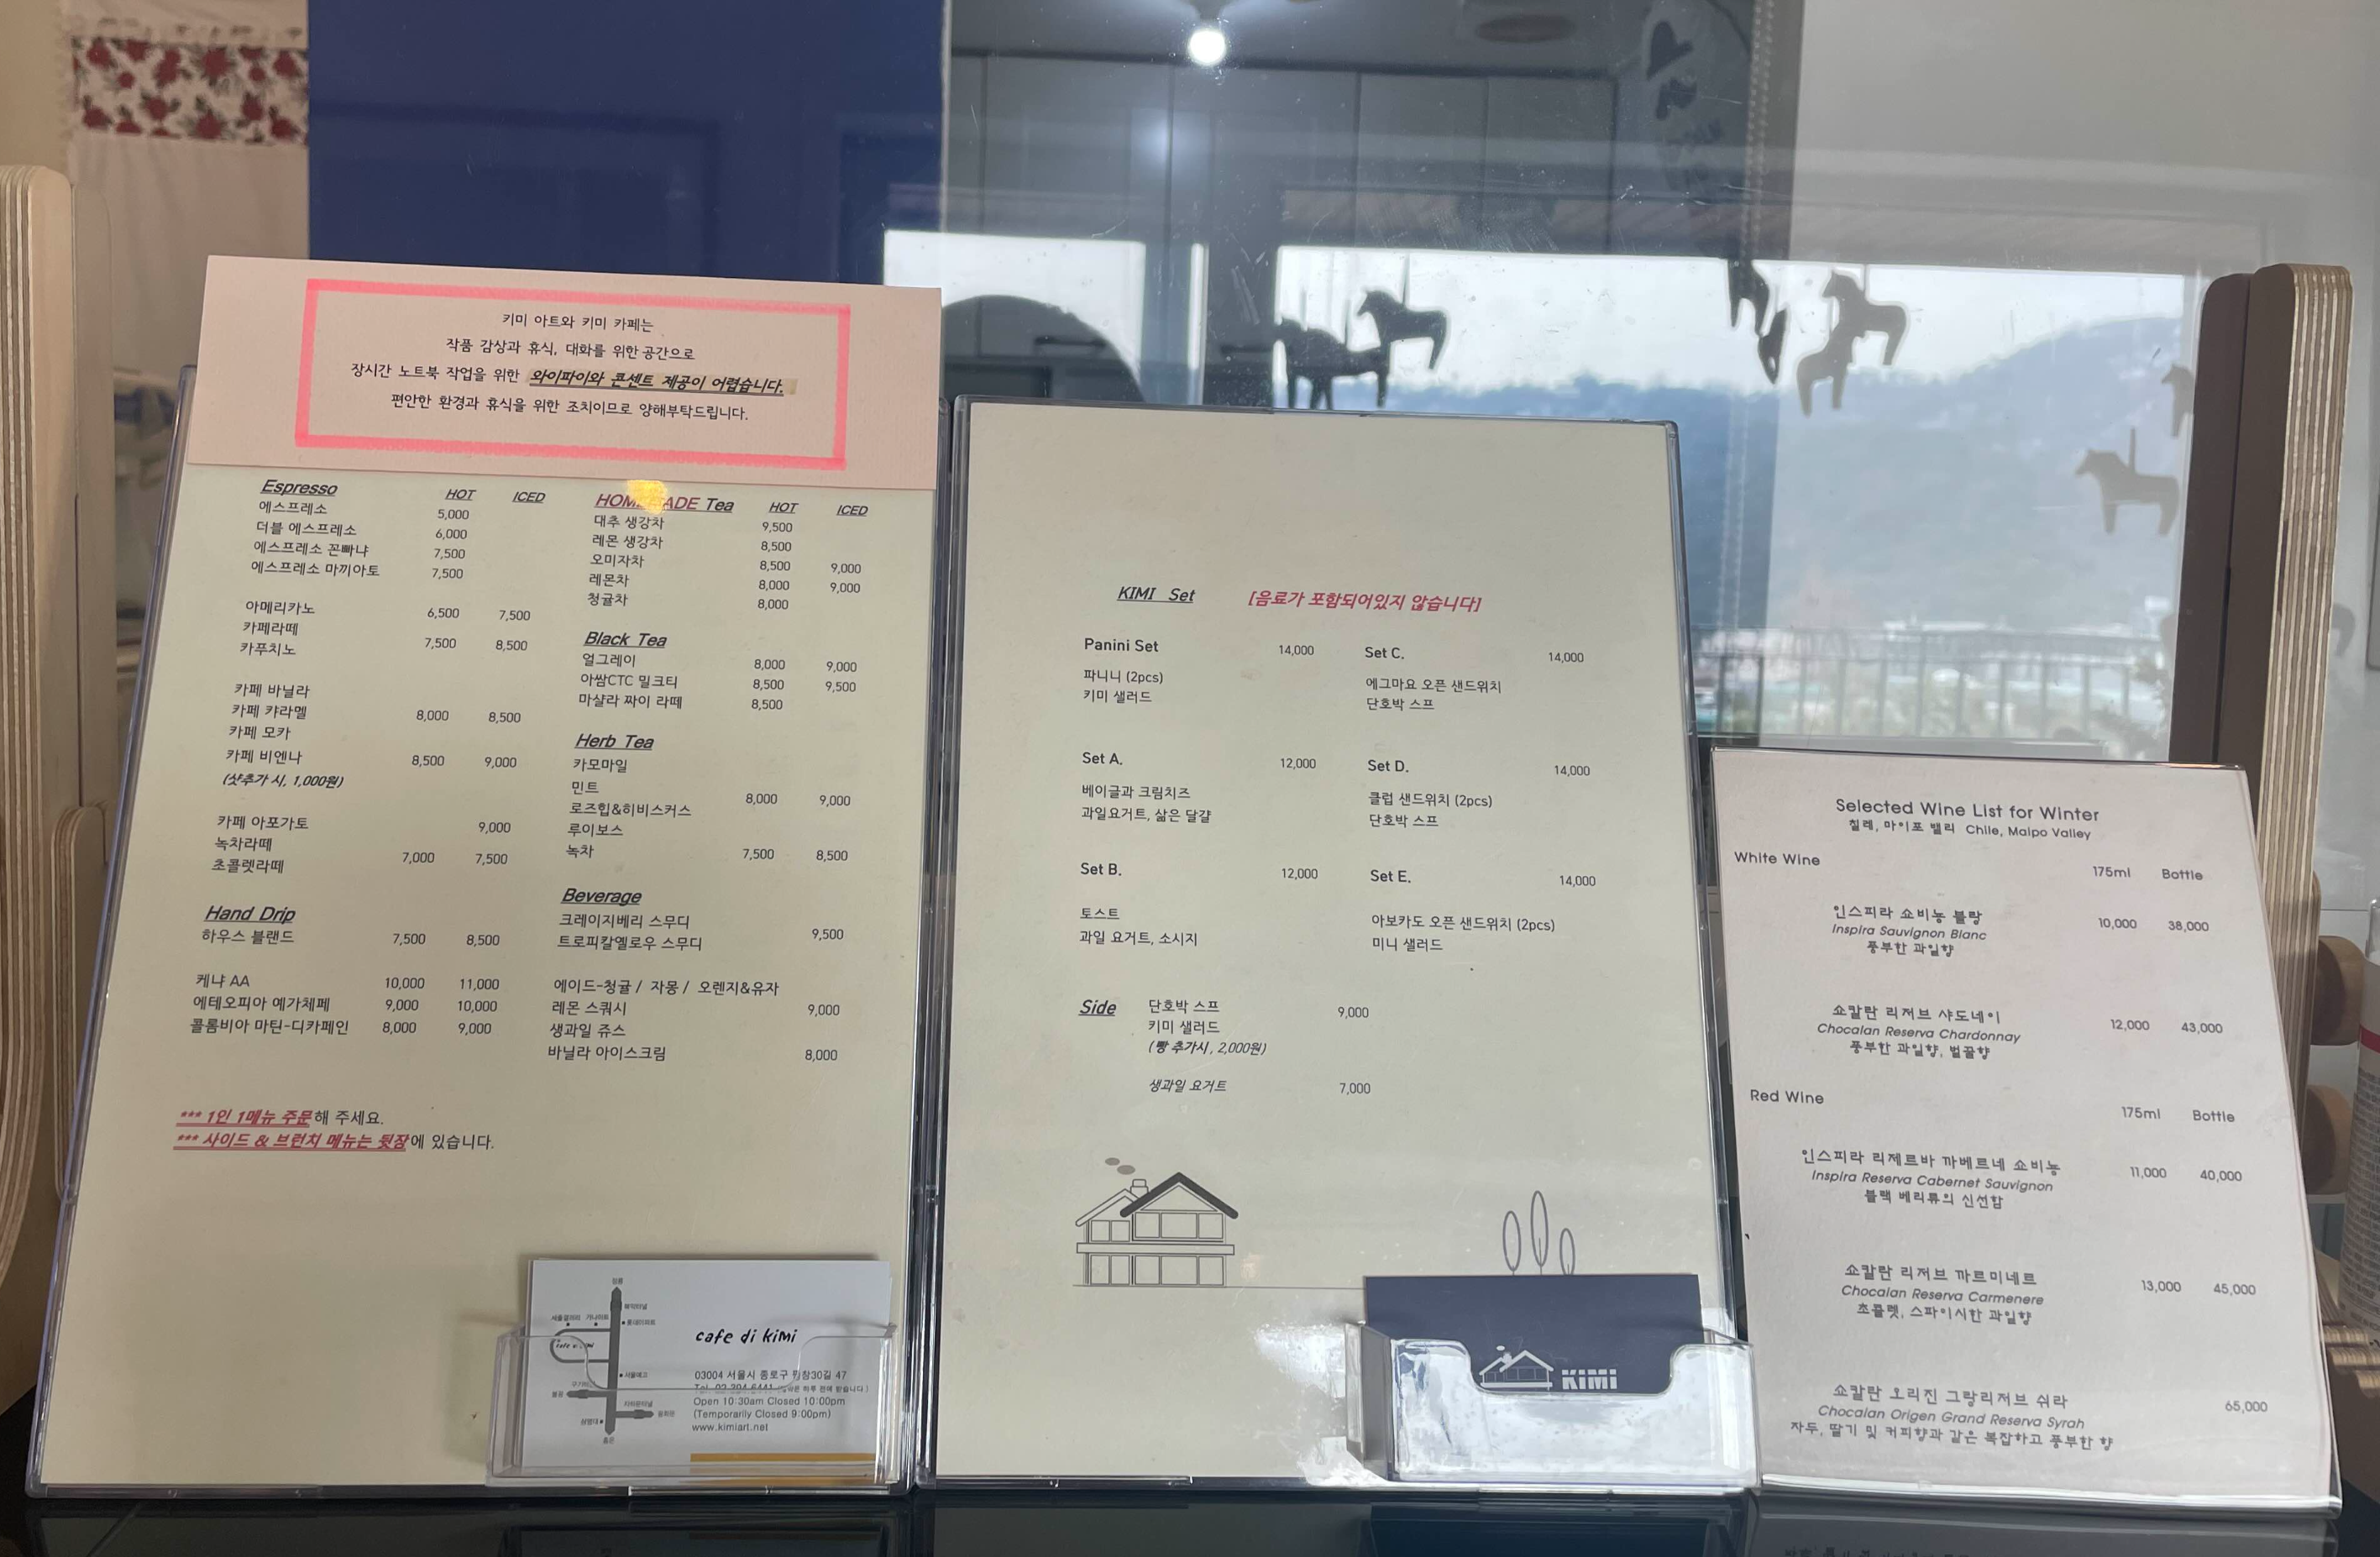 키미 아트와 키미 카페는
작품 감상과 휴식, 대화를 위한 공간으로
장시간 노트북 작업을 위한 와이파이와 콘센트 제공이 어렵습니다.
편안한 환경과 휴식을 위한 조치이므로 양해부탁드립니다.
Espresso HOT ICED
에스프레소 5,000
더블 에스프레소 6,000
에스프레소 꼰빠냐 7,500
에스프레소 마끼아토 7,500
아메리카노 6,500 7,500
카페라떼
카푸치노 7,500 8,500
카페 바닐라
카페 캬라멜 8,000 8,500
카페 모카
카페 비엔나 8,500 9,000
(샷추가 시, 1,000원)
카페 아포가토 9,000
녹차라떼
초콜렛라떼 7,000 7,500
Hand Drip
하우스 블랜드 7,500 8,500
케냐 AA 10,000 11,000
에테오피아 예가체페 9,000 10,000
콜롬비아 마틴-디카페인 8,000 9,000
*** 1인 1메뉴 주문해 주세요.
*** 사이드 & 브런치 메뉴는 뒷장에 있습니다.
Tea HOT ICED
대추 생강차 9,500
레몬 생강차 8,500
오미자차 8,500 9,000
레몬차 8,000 9,000
청귤차 8,000
Black Tea
얼그레이 8,000 9,000
아쌈CTC 밀크티 8,500 9,500
마샬라 짜이 라떼 8,500
Herb Tea
카모마일
민트
로즈힙&히비스커스 8,000 9,000
루이보스
녹차 7,500 8,500
Beverage
크레이지베리 스무디
트로피칼옐로우 스무디 9,500
에이드-청귤 / 자몽 / 오렌지&유자
레몬 스쿼시 9,000
생과일 쥬스
바닐라 아이스크림 8,000
cafe di kimi
03004 서울시 종로구 평창30길 47
Open 10:30am Closed 10:00pm
(Temporarily Closed 9:00pm)
www.kimiart.net
KIMI Set [음료가 포함되어있지 않습니다]
Panini Set 14,000
파니니 (2pcs)
키미 샐러드
Set A. 12,000
베이글과 크림치즈
과일요거트, 삶은 달걀
Set B. 12,000
토스트
과일 요거트, 소시지
Set C. 14,000
에그마요 오픈 샌드위치
단호박 스프
Set D. 14,000
클럽 샌드위치 (2pcs)
단호박 스프
Set E. 14,000
아보카도 오픈 샌드위치 (2pcs)
미니 샐러드
Side 단호박 스프 9,000
키미 샐러드
(빵 추가시, 2,000원)
생과일 요거트 7,000
KIMI
Selected Wine List for Winter
칠레, 마이포 밸리 Chile, Maipo Valley
White Wine 175ml Bottle
인스피라 쇼비뇽 블랑 10,000 38,000
Inspira Sauvignon Blanc
풍부한 과일향
쇼칼란 리저브 샤도네이 12,000 43,000
Chocalan Reserva Chardonnay
풍부한 과일향, 벌꿀향
Red Wine 175ml Bottle
인스피라 리제르바 까베르네 쇼비뇽 11,000 40,000
Inspira Reserva Cabernet Sauvignon
블랙 베리류의 신선함
쇼칼란 리저브 까르미네르 13,000 45,000
Chocalan Reserva Carmenere
초콜렛, 스파이시한 과일향
쇼칼란 오리진 그랑리저브 쉬라 65,000
Chocalan Origen Grand Reserva Syrah
자두, 딸기 및 커피향과 같은 복잡하고 풍부한 향